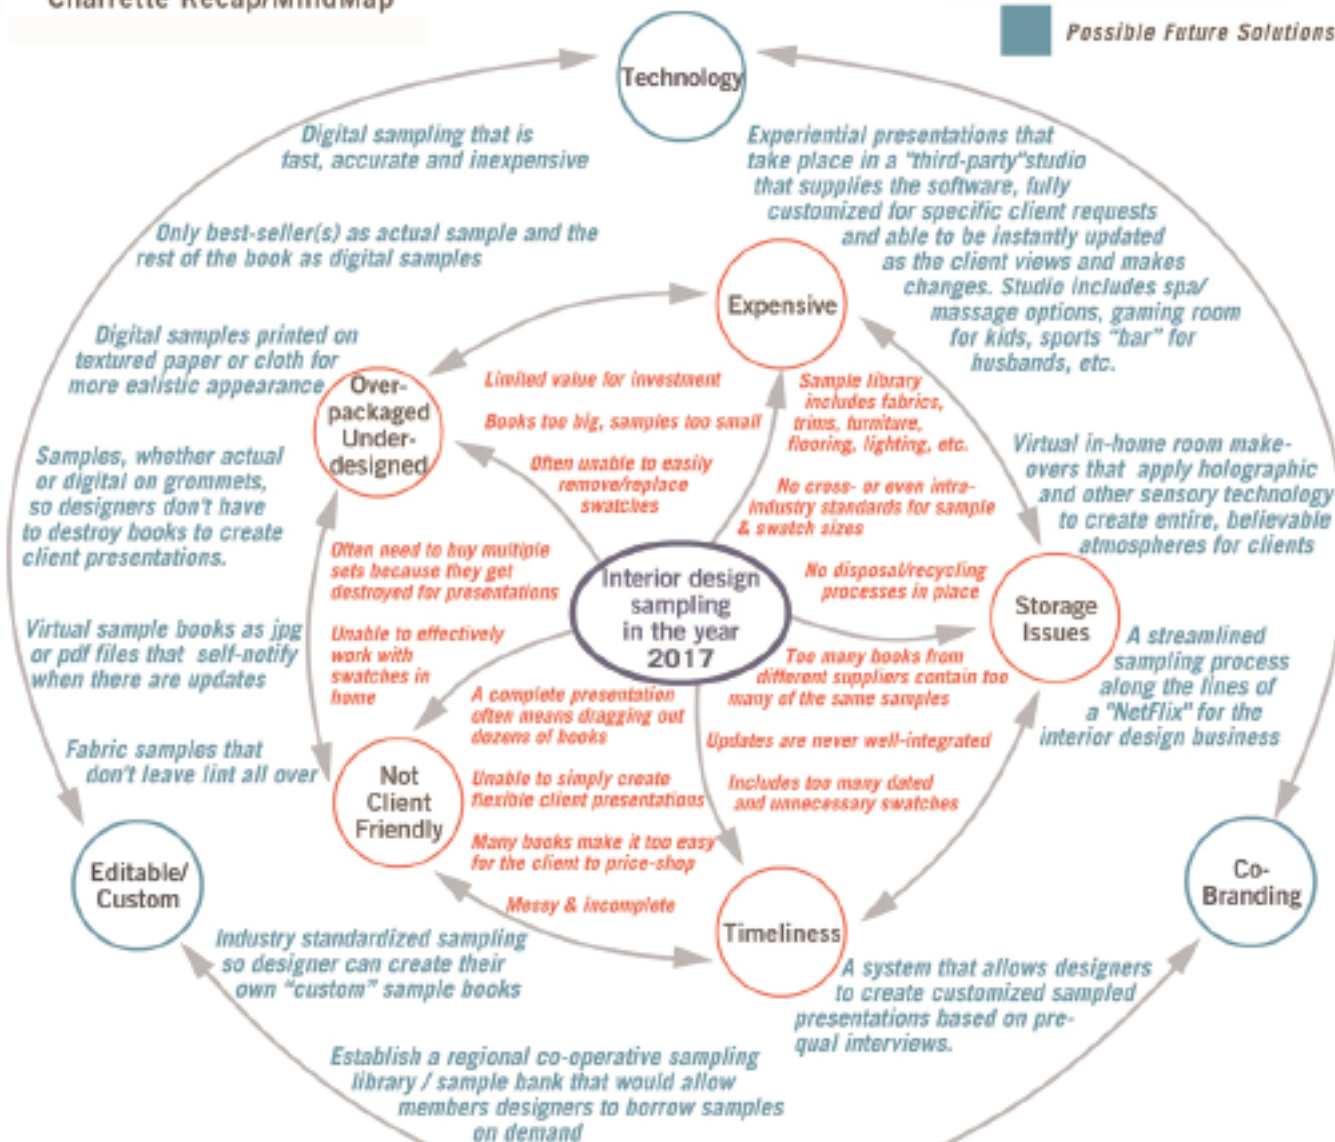 Charrette Recap/MindMap
Possible Future Solutions
Technology
Digital sampling that is
fast, accurate and inexpensive
Experiential presentations that
take place in a "third-party"studio
that supplies the software, fully
customized for specific client requests
and able to be instantly updated
as the client views and makes
changes. Studio includes spa/
massage options, gaming room
for kids, sports "bar" for
husbands, etc.
Only best-seller(s) as actual sample and the
rest of the book as digital samples
Expensive
Digital samples printed on
textured paper or cloth for
more ealistic appearance
Over-
packaged
Under-
designed
Limited value for investment
Books too big, samples too small
Often unable to easily
remove/replace
swatches
Sample library
includes fabrics,
trims, furniture,
flooring, lighting, etc.
No cross- or even intra-
industry standards for sample
& swatch sizes
No disposal/recycling
processes in place
Virtual in-home room make-
overs that apply holographic
and other sensory technology
to create entire, believable
atmospheres for clients
Samples, whether actual
or digital on grommets,
so designers don't have
to destroy books to create
client presentations.
Often need to buy multiple
sets because they get
destroyed for presentations
Interior design
sampling
in the year
2017
Storage
Issues
Virtual sample books as jpg
or pdf files that self-notify
when there are updates
Unable to effectively
work with
swatches in
home
Too many books from
different suppliers contain too
many of the same samples
A streamlined
sampling process
along the lines of
a "NetFlix" for the
interior design business
A complete presentation
often means dragging out
dozens of books
Updates are never well-integrated
Fabric samples that
don't leave lint all over
Not
Client
Friendly
Unable to simply create
flexible client presentations
Includes too many dated
and unnecessary swatches
Many books make it too easy
for the client to price-shop
Messy & incomplete
Editable/
Custom
Timeliness
Co-
Branding
Industry standardized sampling
so designer can create their
own "custom" sample books
A system that allows designers
to create customized sampled
presentations based on pre-
qual interviews.
Establish a regional co-operative sampling
library / sample bank that would allow
members designers to borrow samples
on demand